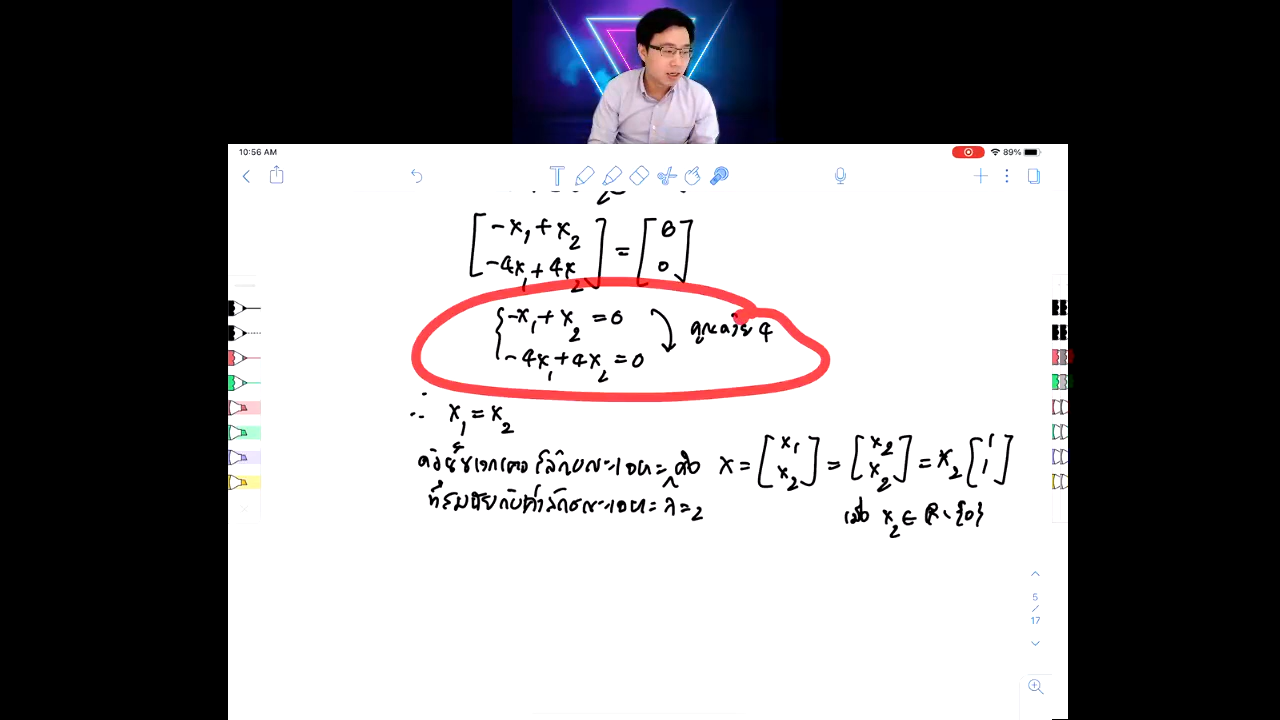 10:56 AM
89%
[-x₁+x₂
-4x₁+4x₂] = [0
0]
{-x₁+x₂ = 0
-4x₁+4x₂ = 0
คูณด้วย 4
∴ x₁ = x₂
ดังนั้นเวกเตอร์ลักษณะเฉพาะ คือ x = [x₁ x₂] = [x₂ x₂] = x₂ [1 1]
ที่สมนัยกับค่าลักษณะเฉพาะ λ = 2
เมื่อ x₂ ∈ R \ {0}
5
/
17